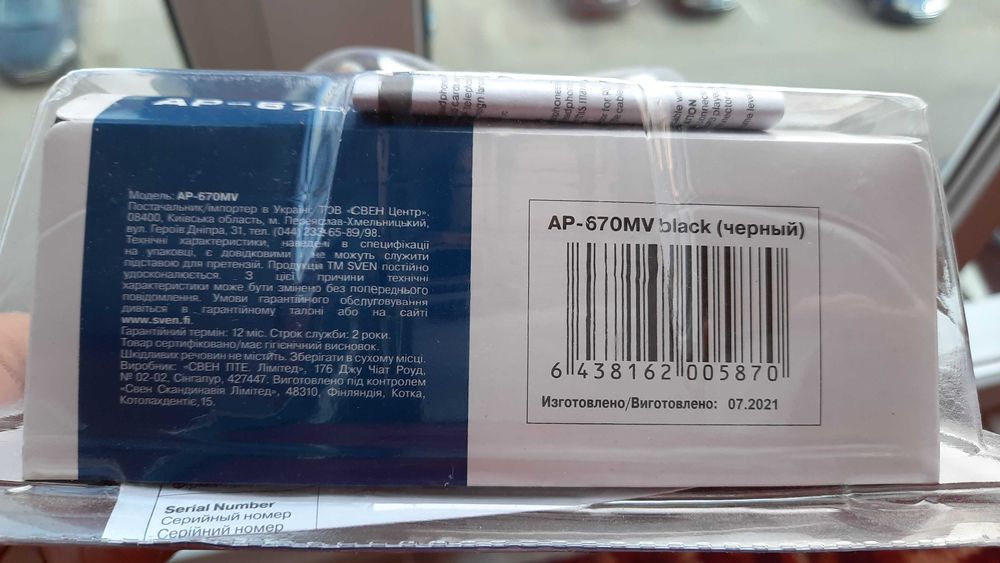 AP-670
Модель: AP-670MV
Постачальник/імпортер в Україні: ТОВ «СВЕН Центр».
08400, Київська область, м. Переяслав-Хмельницький,
вул. Героїв Дніпра, 31, тел. (044) 233-65-89/98.
Технічні характеристики, наведені в специфікації
на упаковці, є довідковими і не можуть служити
підставою для претензій. Продукція ТМ SVEN постійно
удосконалюється. З цієї причини технічні
характеристики може бути змінено без попереднього
повідомлення. Умови гарантійного обслуговування
дивіться в гарантійному талоні або на сайті
www.sven.fi.
Гарантійний термін: 12 міс. Строк служби: 2 роки.
Товар сертифіковано/має гігієнічний висновок.
Шкідливих речовин не містить. Зберігати в сухому місці.
Виробник: «СВЕН ПТЕ. Лімітед», 176 Джу Чіат Роуд,
№ 02-02, Сінгапур, 427447. Виготовлено під контролем
«Свен Скандинавія Лімітед», 48310, Фінляндія, Котка,
Котолахдентіє, 15.
AP-670MV black (черный)
6 438162 005870
Изготовлено/Виготовлено: 07.2021
Serial Number
Серийный номер
Серійний номер